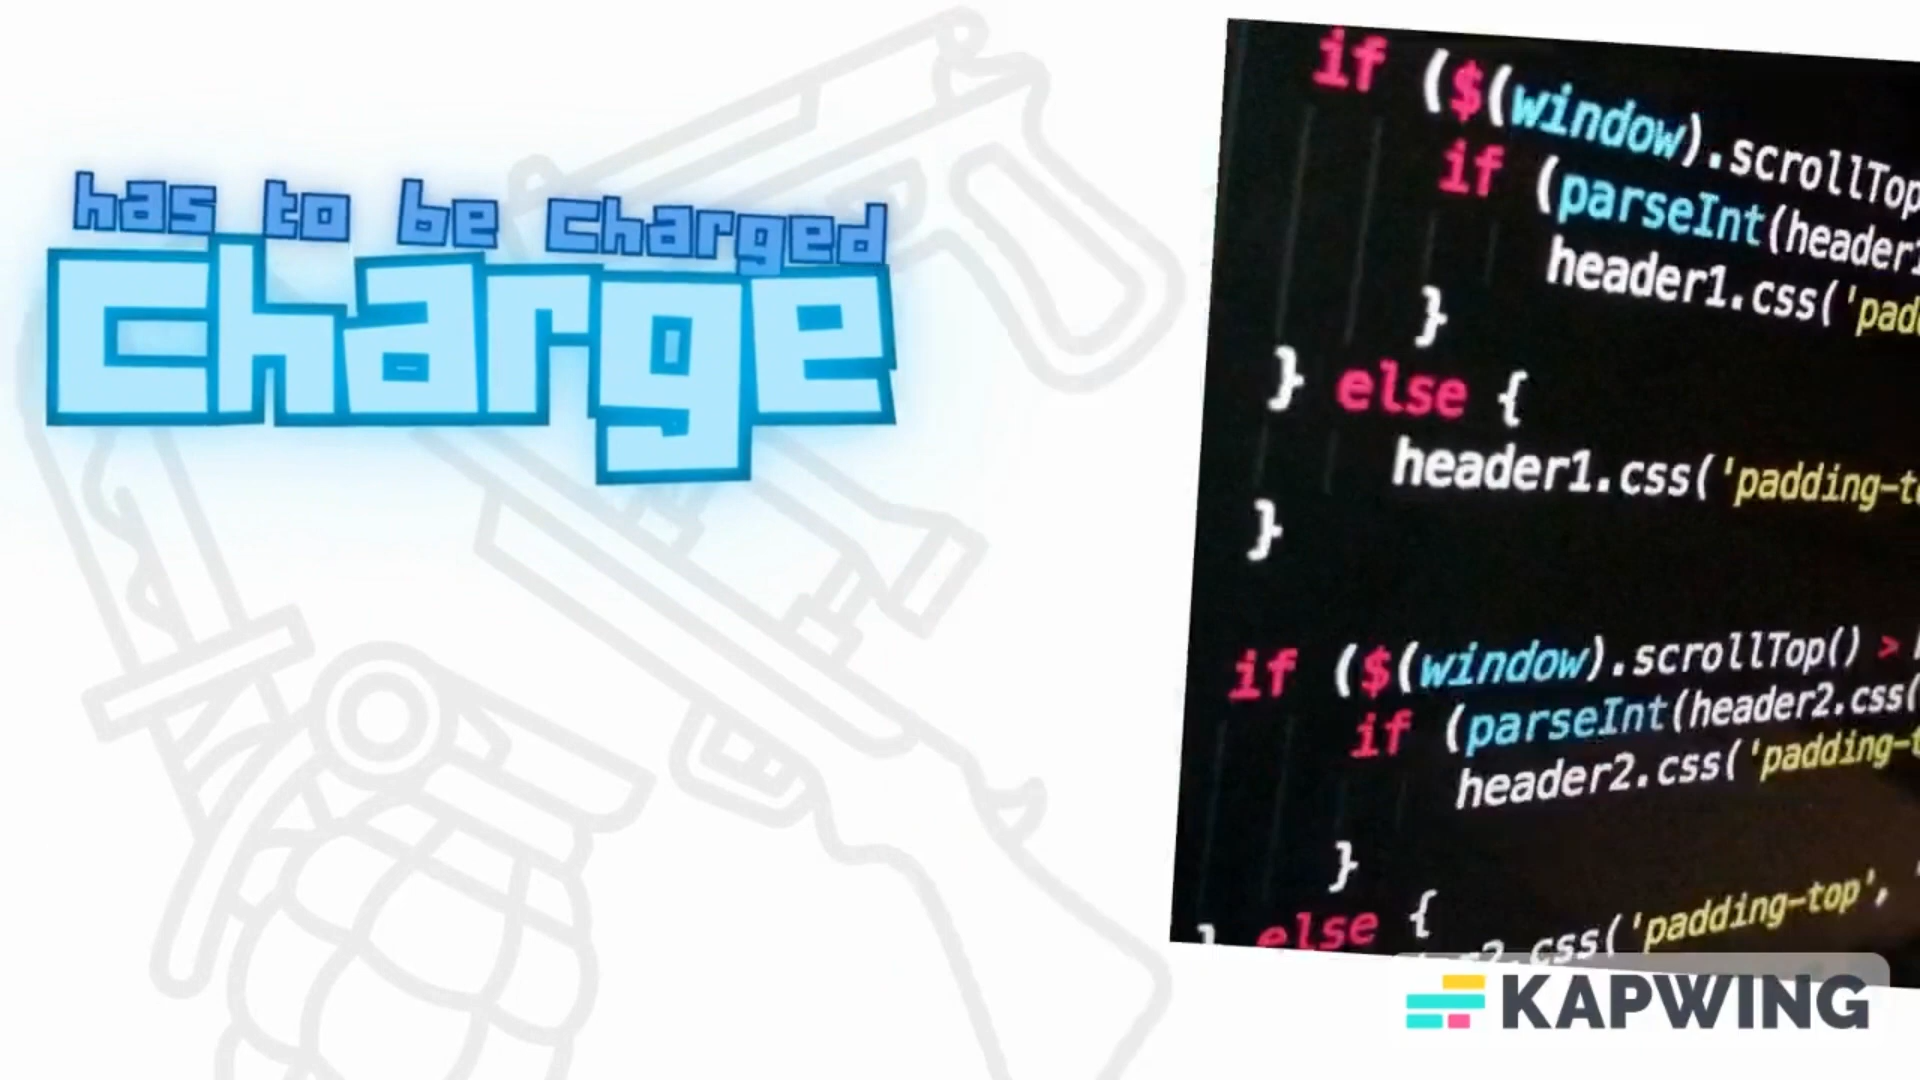 has to be charged
charge
if ($(window).scrollTop
if (parseInt(header1
header1.css('pad
}
} else {
header1.css('padding-t
}
if ($(window).scrollTop() >
if (parseInt(header2.css(
header2.css('padding-t
}
} else {
css('padding-top', '
KAPWING